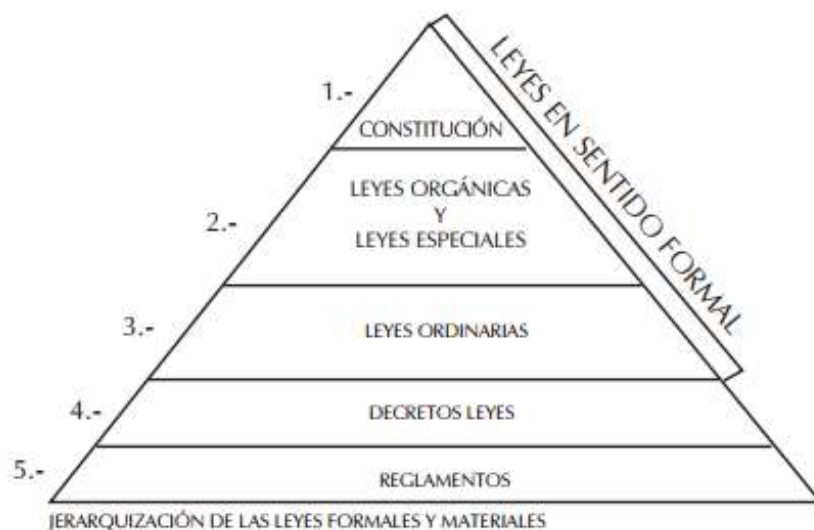 LEYES EN SENTIDO FORMAL
1.-
CONSTITUCIÓN
2.-
LEYES ORGÁNICAS
Y
LEYES ESPECIALES
3.-
LEYES ORDINARIAS
4.-
DECRETOS LEYES
5.-
REGLAMENTOS
JERARQUIZACIÓN DE LAS LEYES FORMALES Y MATERIALES